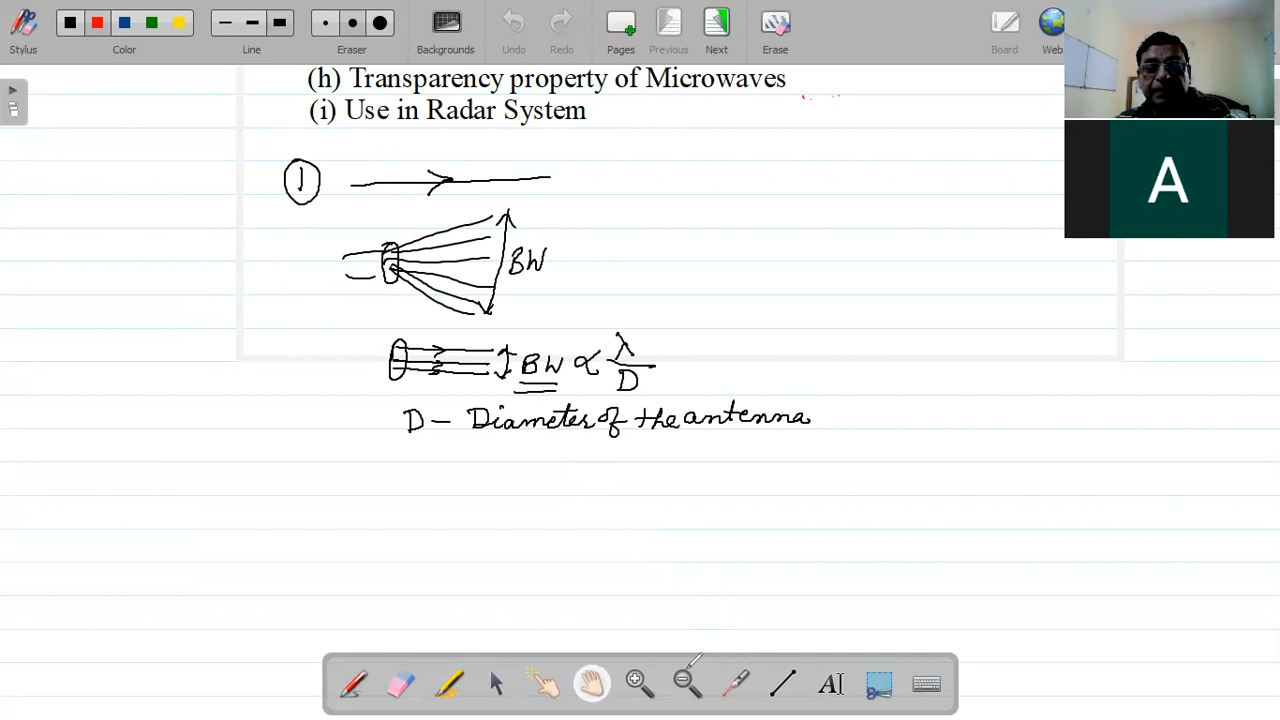 Stylus
Color
Line
Eraser
Backgrounds
Undo
Redo
Pages
Previous
Next
Erase
Board
Web
(h) Transparency property of Microwaves
(i) Use in Radar System
1
BW
BW ∝ λ/D
D — Diameter of the antenna
A